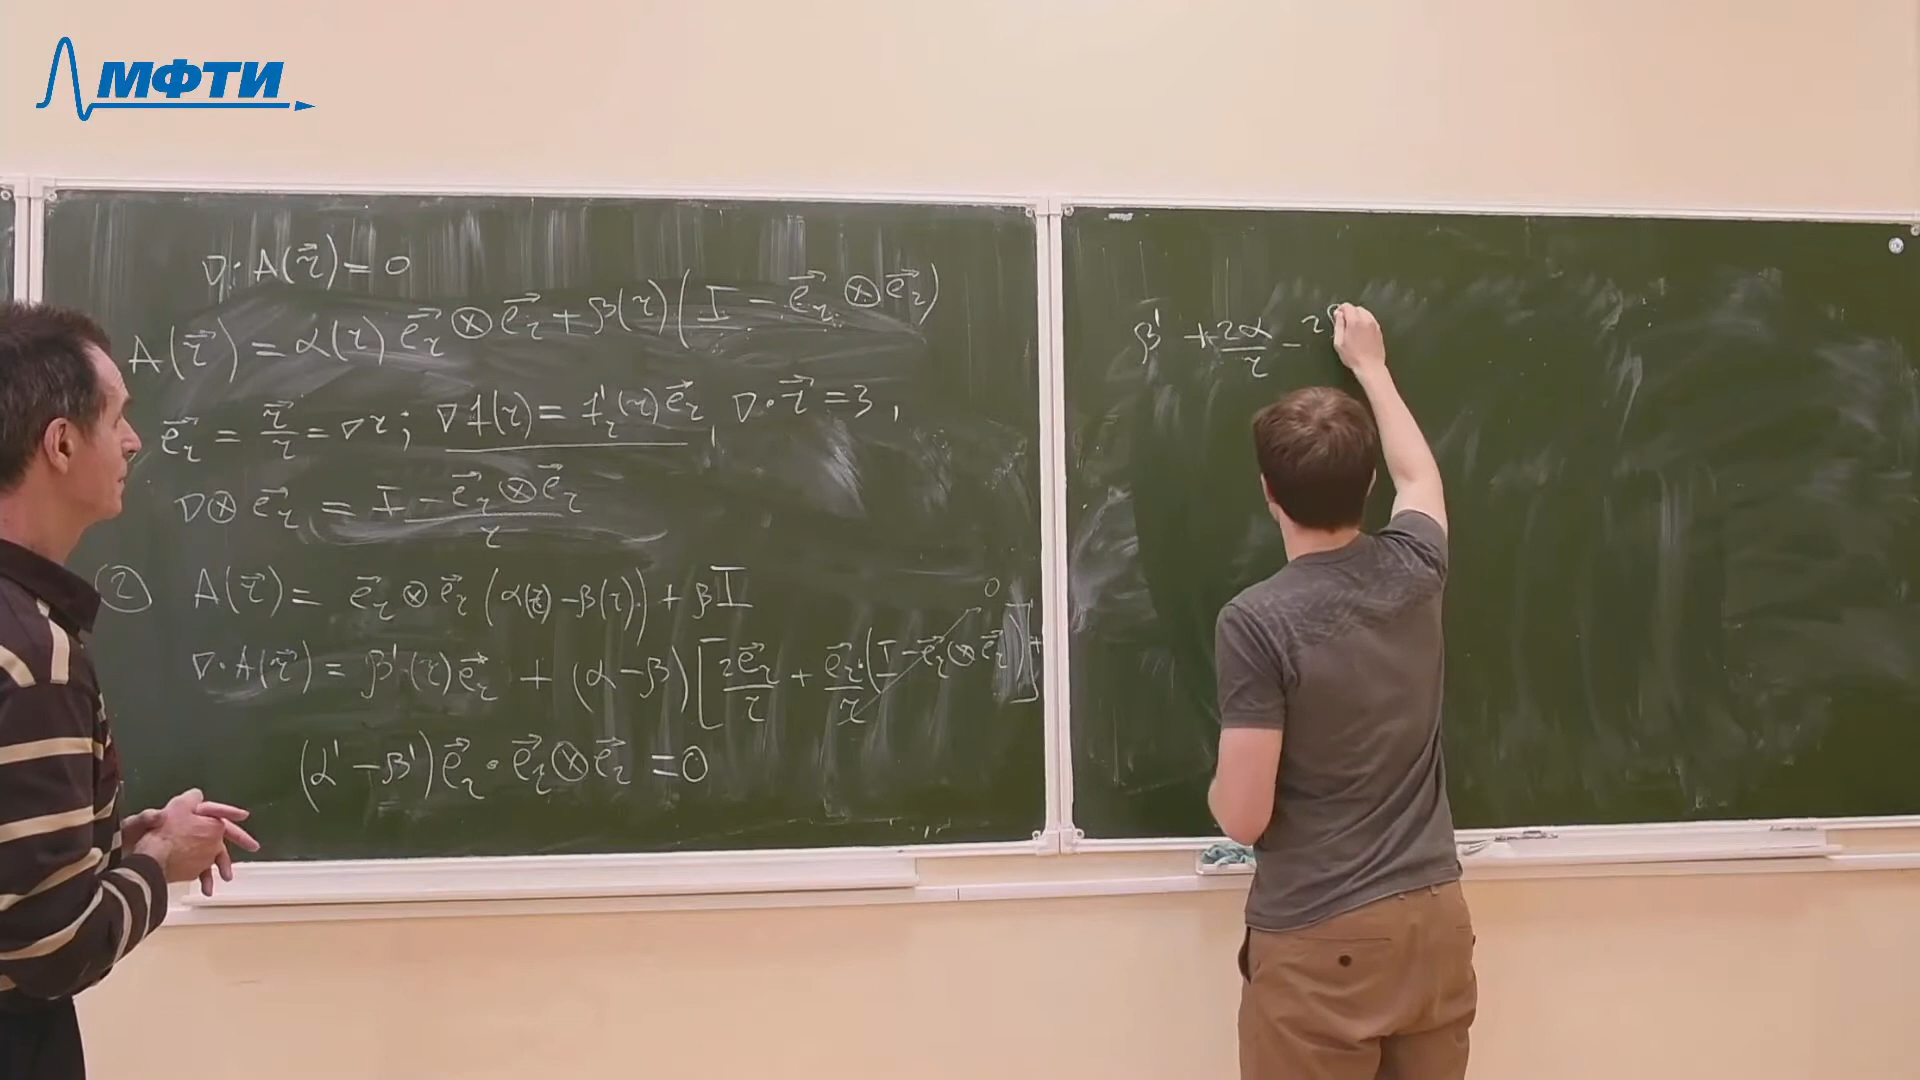 МФТИ
∇·A(r⃗) = 0
A(r⃗) = α(r) e⃗_r ⊗ e⃗_r + β(r) (I − e⃗_r ⊗ e⃗_r)
e⃗_r = r⃗/r = ∇r; ∇f(r) = f'_r(r) e⃗_r, ∇·r⃗ = 3,
∇ ⊗ e⃗_r = (I − e⃗_r ⊗ e⃗_r)/r
② A(r⃗) = e⃗_r ⊗ e⃗_r (α(r) − β(r)) + βI
∇·A(r⃗) = β'(r) e⃗_r + (α − β) [2e⃗_r/r + e⃗_r/r · (I − e⃗_r ⊗ e⃗_r)] + 0
(α' − β') e⃗_r · e⃗_r ⊗ e⃗_r = 0
β' + 2α/r − 2